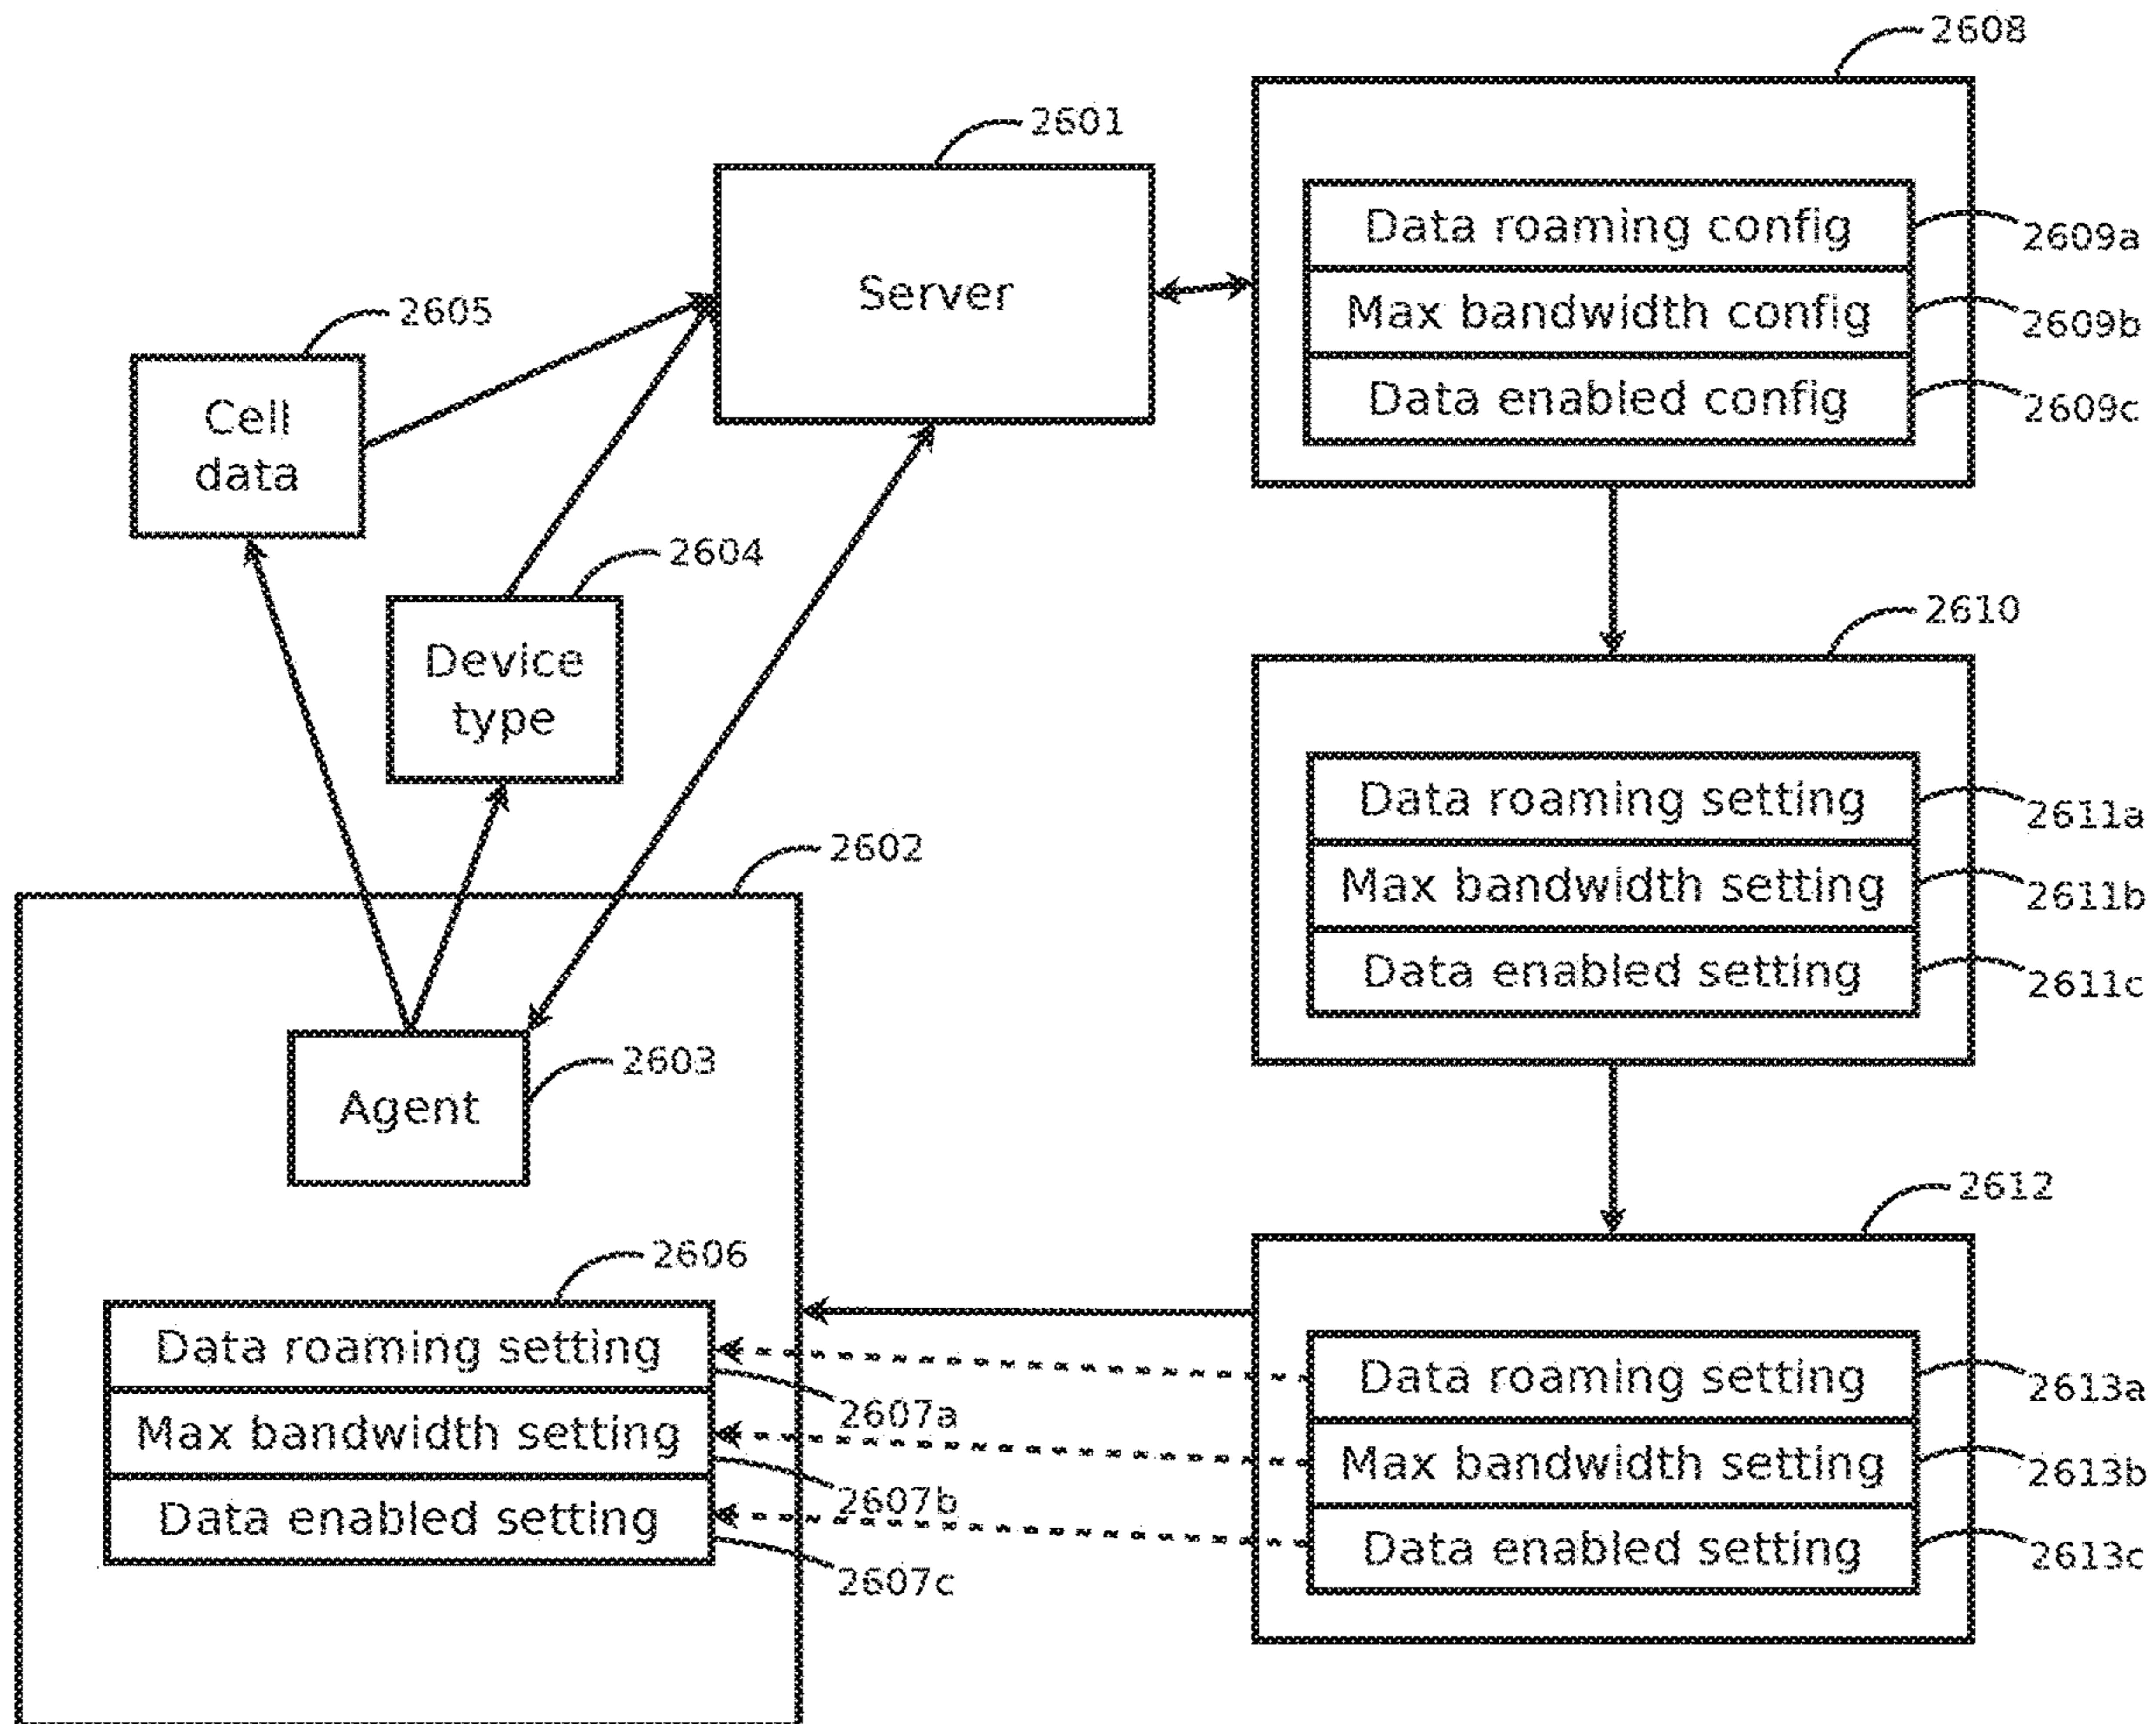 2608
2601
Server
Data roaming config
2609a
Max bandwidth config
2609b
Data enabled config
2609c
2605
Cell
data
2604
Device
type
2610
Data roaming setting
2611a
Max bandwidth setting
2611b
Data enabled setting
2611c
2602
2603
Agent
2612
2606
Data roaming setting
2607a
Max bandwidth setting
2607b
Data enabled setting
2607c
Data roaming setting
2613a
Max bandwidth setting
2613b
Data enabled setting
2613c